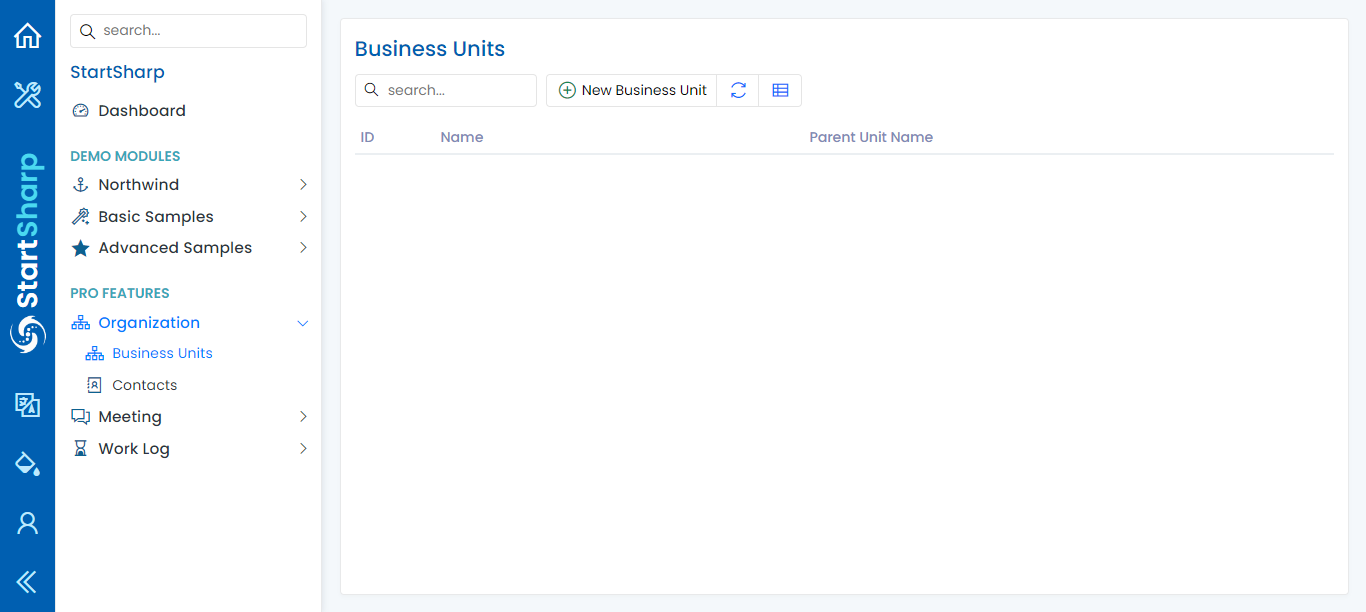 StartSharp
search...
StartSharp
Dashboard
DEMO MODULES
Northwind
Basic Samples
Advanced Samples
PRO FEATURES
Organization
Business Units
Contacts
Meeting
Work Log
Business Units
search...
New Business Unit
ID Name Parent Unit Name